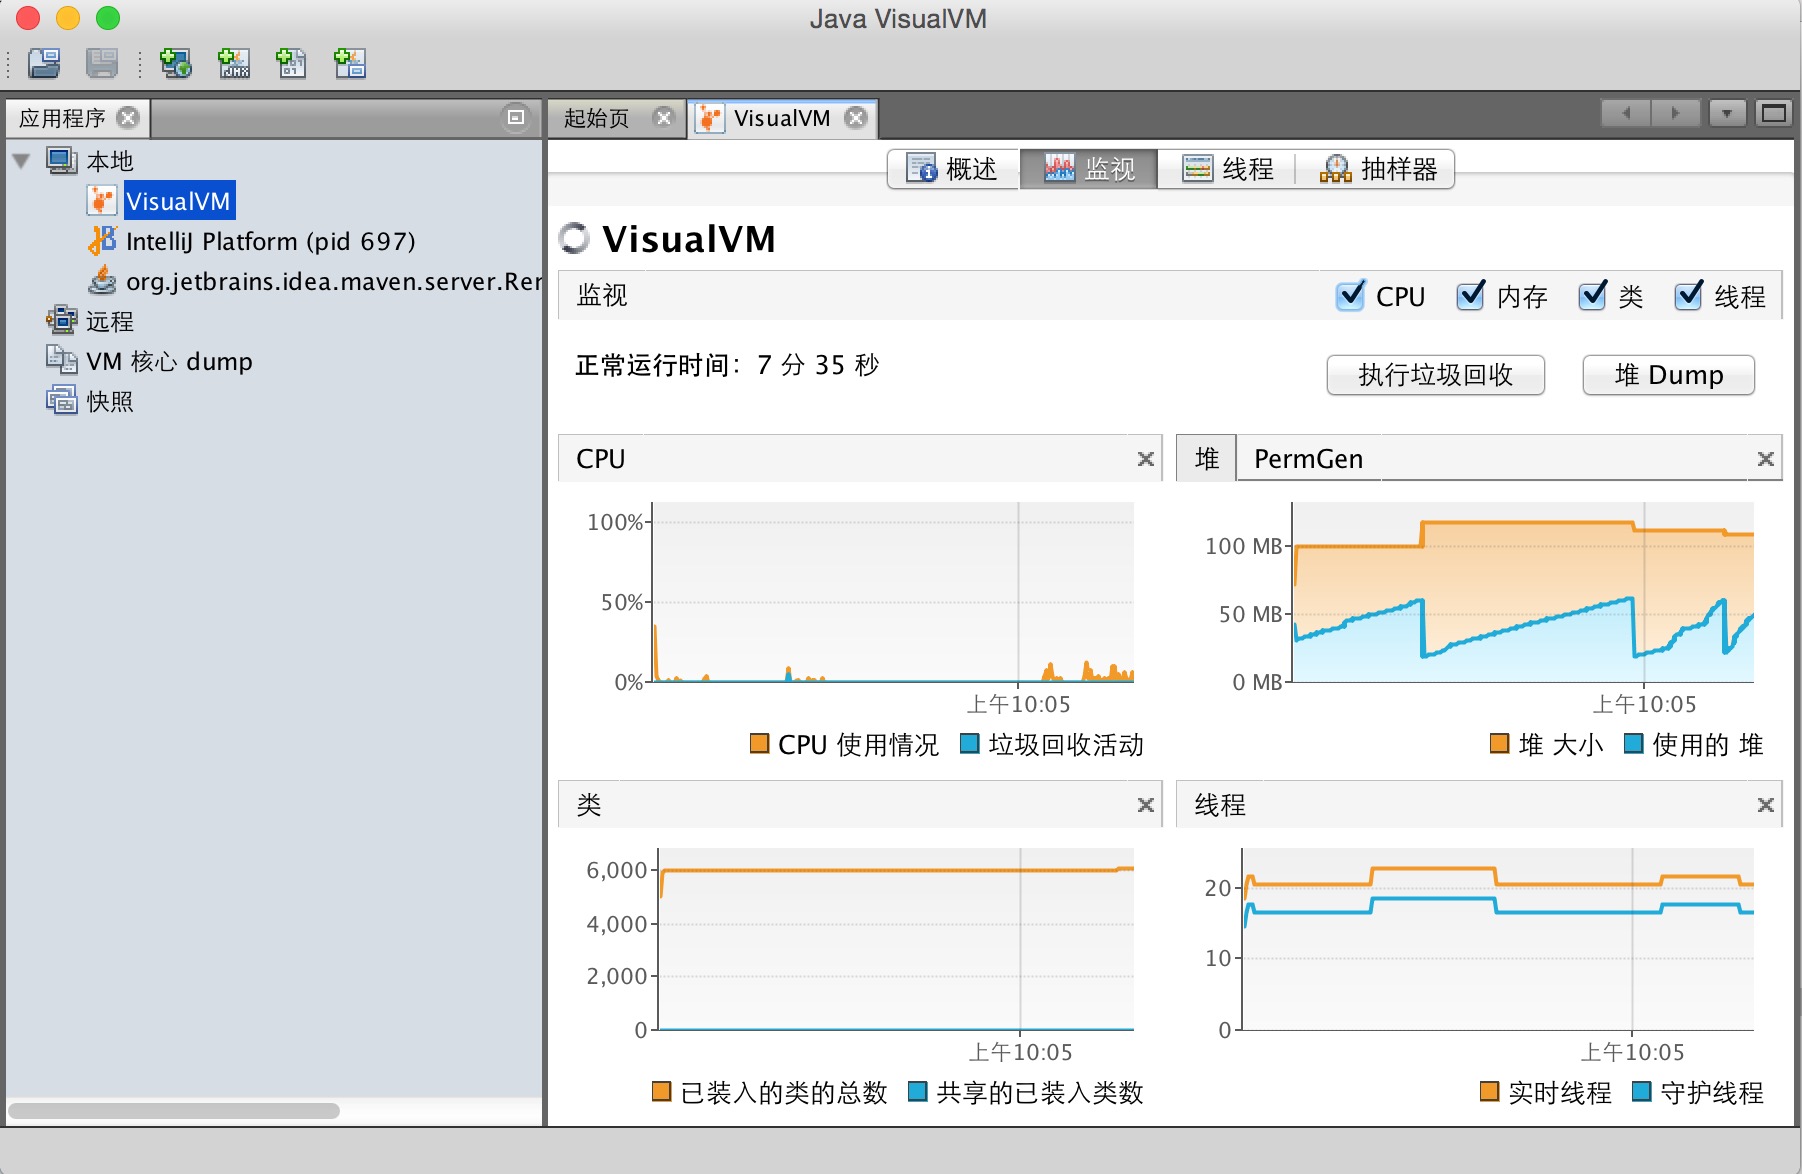 Java VisualVM
JMX
应用程序
起始页
VisualVM
本地
VisualVM
IntelliJ Platform (pid 697)
org.jetbrains.idea.maven.server.Rer
远程
VM 核心 dump
快照
概述
监视
线程
抽样器
VisualVM
监视
CPU
内存
类
线程
正常运行时间：7 分 35 秒
执行垃圾回收
堆 Dump
CPU
100%
50%
0%
上午10:05
CPU 使用情况
垃圾回收活动
堆
PermGen
100 MB
50 MB
0 MB
上午10:05
堆 大小
使用的 堆
类
6,000
4,000
2,000
0
上午10:05
已装入的类的总数
共享的已装入类数
线程
20
10
0
上午10:05
实时线程
守护线程